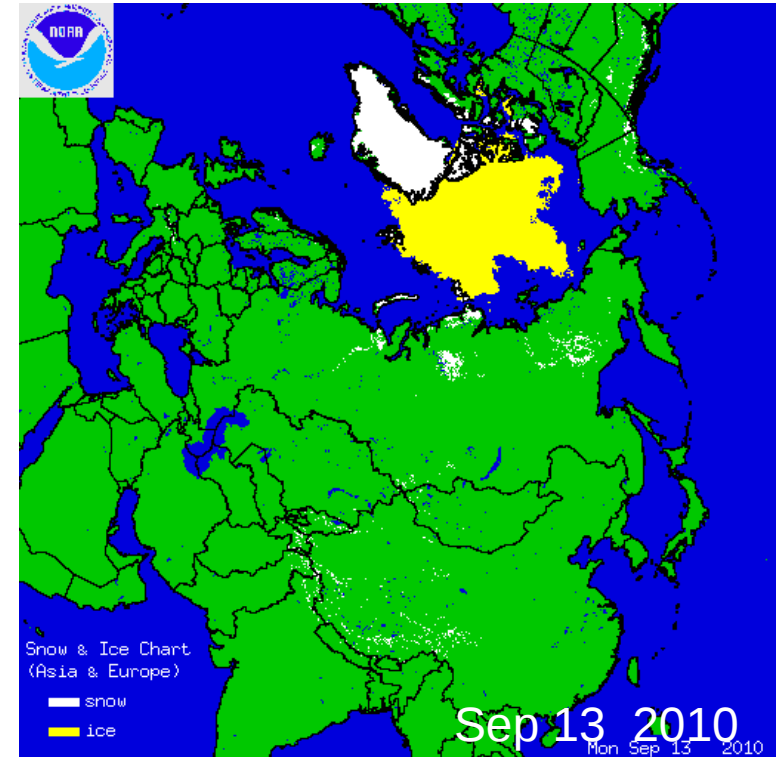 NOAA
Snow & Ice Chart
(Asia & Europe)
snow
ice
Sep 13 2010
Mon Sep 13 2010